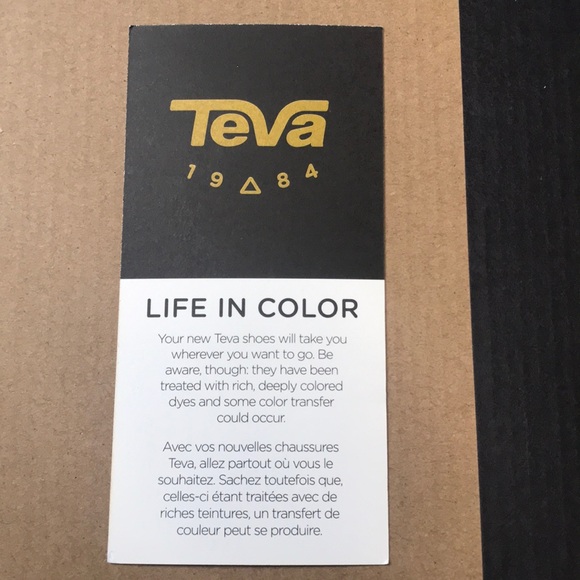 Teva
19△84
LIFE IN COLOR
Your new Teva shoes will take you
wherever you want to go. Be
aware, though: they have been
treated with rich, deeply colored
dyes and some color transfer
could occur.
Avec vos nouvelles chaussures
Teva, allez partout où vous le
souhaitez. Sachez toutefois que,
celles-ci étant traitées avec de
riches teintures, un transfert de
couleur peut se produire.